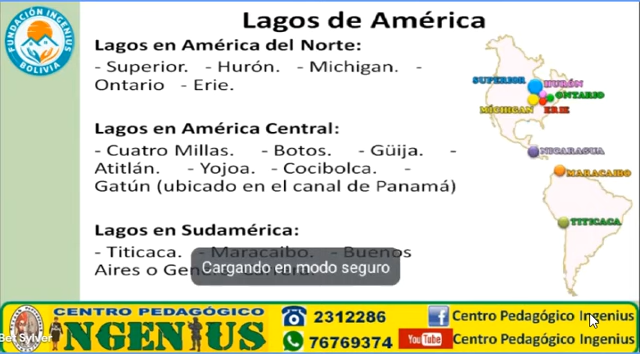 FUNDACIÓN INGENIUS
BOLIVIA
Lagos de América
Lagos en América del Norte:
- Superior. - Hurón. - Michigan. -
Ontario - Erie.
Lagos en América Central:
- Cuatro Millas. - Botos. - Güija. -
Atitlán. - Yojoa. - Cocibolca. -
Gatún (ubicado en el canal de Panamá)
Lagos en Sudamérica:
- Titicaca. - Maracaibo. - Buenos
Aires o Gen
Cargando en modo seguro
SUPERIOR
HURÓN
ONTARIO
MICHIGAN
ERIE
NICARAGUA
MARACAIBO
TITICACA
CENTRO PEDAGÓGICO
INGENIUS
2312286
76769374
Centro Pedagógico Ingenius
YouTube Centro Pedagógico Ingenius